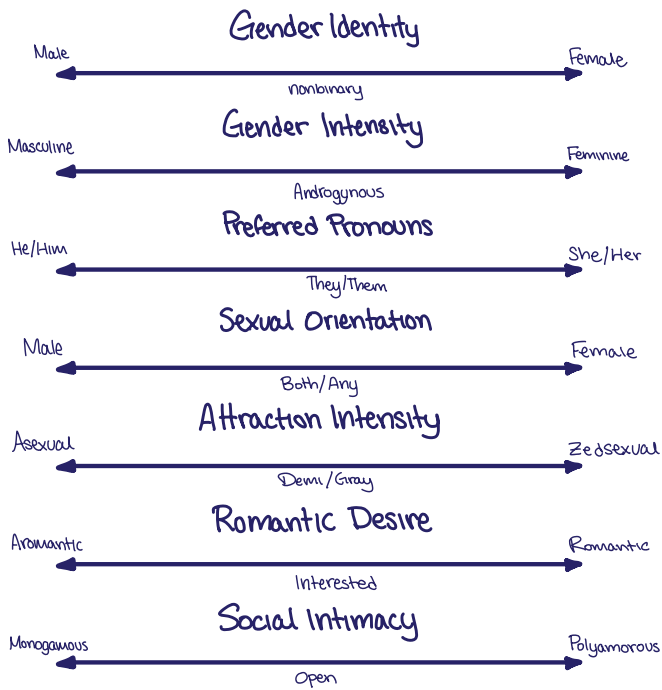 Gender Identity
Male
Female
nonbinary
Gender Intensity
Masculine
Feminine
Androgynous
Preferred Pronouns
He/Him
She/Her
They/Them
Sexual Orientation
Male
Female
Both/Any
Attraction Intensity
Asexual
Zedsexual
Demi/Gray
Romantic Desire
Aromantic
Romantic
Interested
Social Intimacy
Monogamous
Polyamorous
Open